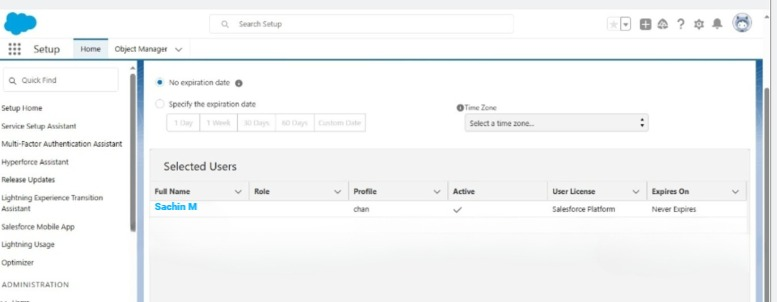 Search Setup
Setup Home Object Manager
Quick Find
Setup Home
Service Setup Assistant
Multi-Factor Authentication Assistant
Hyperforce Assistant
Release Updates
Lightning Experience Transition
Assistant
Salesforce Mobile App
Lightning Usage
Optimizer
ADMINISTRATION
No expiration date
Specify the expiration date
1 Day 1 Week 30 Days 60 Days Custom Date
Time Zone
Select a time zone...
Selected Users
Full Name Role Profile Active User License Expires On
Sachin M chan Salesforce Platform Never Expires